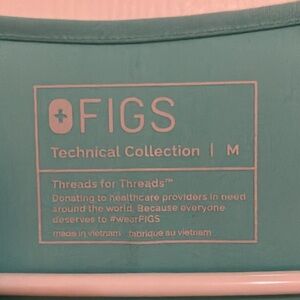 FIGS
Technical Collection | M
Threads for Threads™
Donating to healthcare providers in need
around the world. Because everyone
deserves to #wearFIGS
made in vietnam fabriqué au vietnam